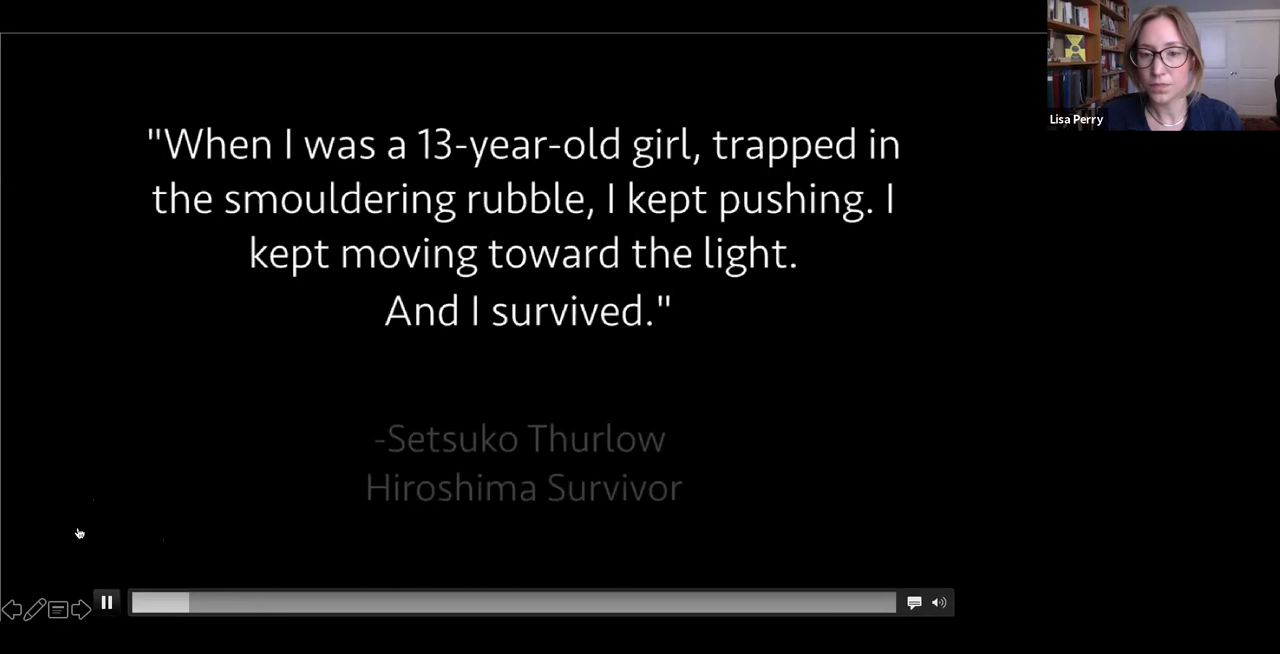 "When I was a 13-year-old girl, trapped in
the smouldering rubble, I kept pushing. I
kept moving toward the light.
And I survived."
-Setsuko Thurlow
Hiroshima Survivor
Lisa Perry